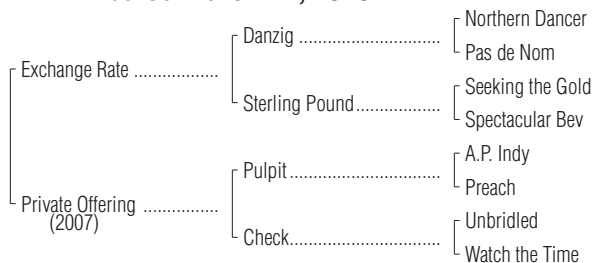 Northern Dancer
Danzig ................................
Pas de Nom
Exchange Rate ..................
Seeking the Gold
Sterling Pound...................
Spectacular Bev
A.P. Indy
Pulpit..................................
Preach
Private Offering ................
(2007)
Unbridled
Check..................................
Watch the Time